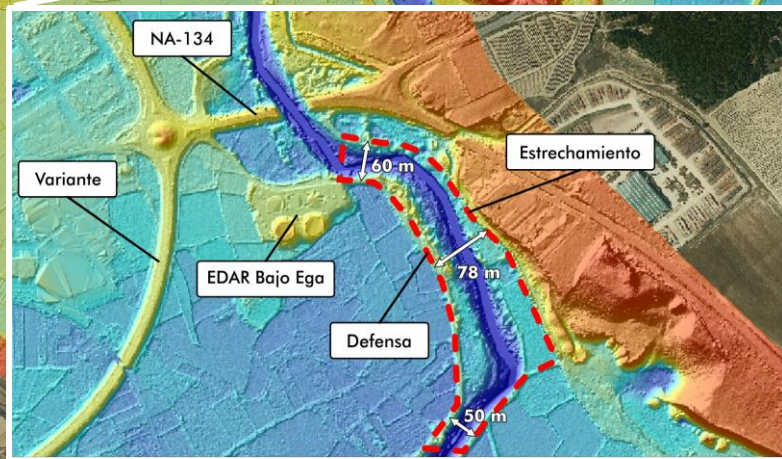 NA-134
60 m
Estrechamiento
Variante
EDAR Bajo Ega
78 m
Defensa
50 m